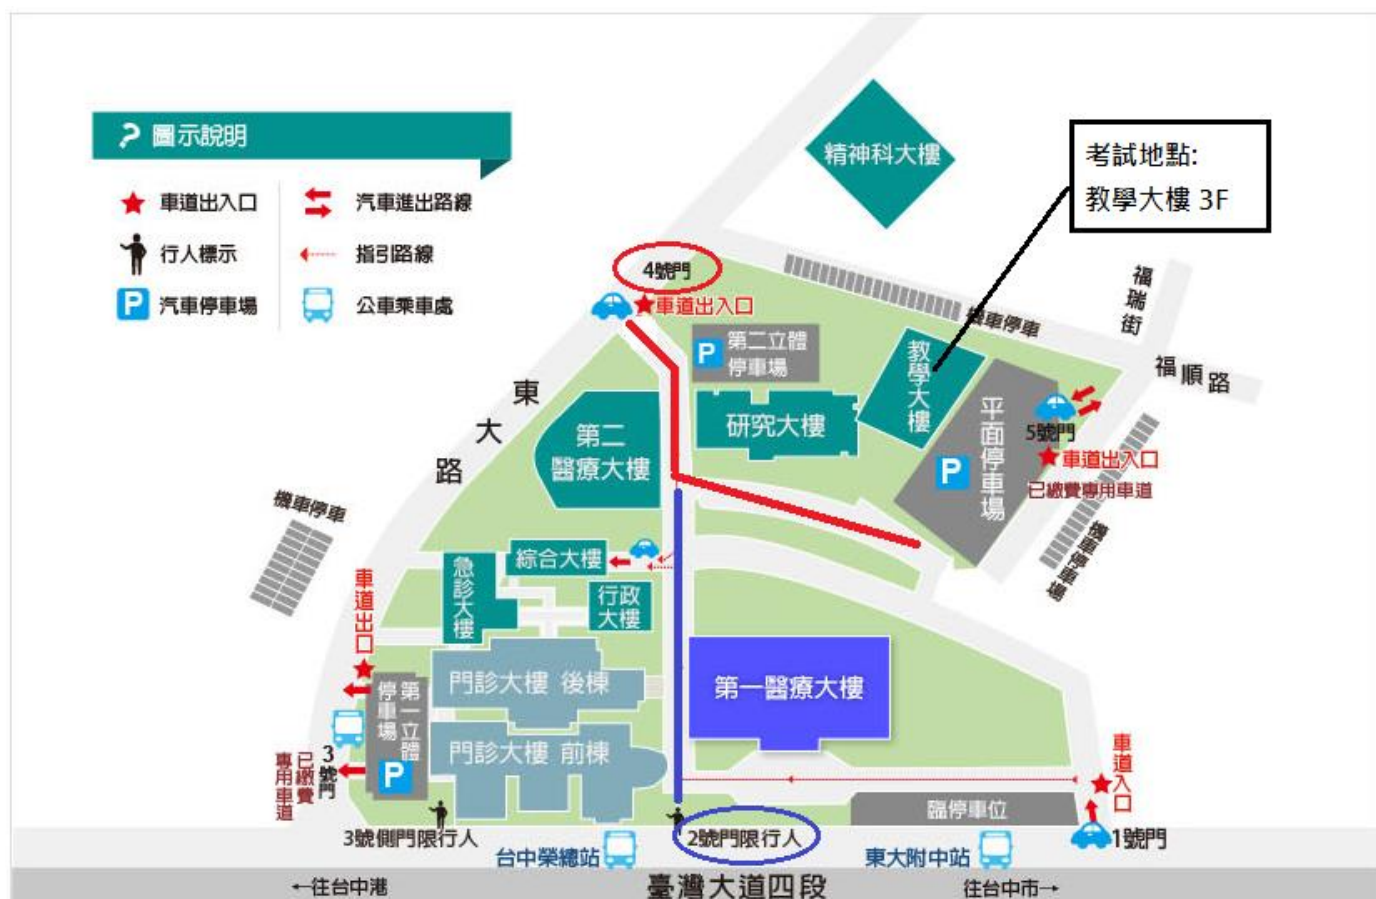 圖示說明
車道出入口
汽車進出路線
行人標示
指引路線
P 汽車停車場
公車乘車處
精神科大樓
考試地點:
教學大樓 3F
4號門
車道出入口
福瑞街
機車停車
福順路
P 第二立體
停車場
教學大樓
東大路
第二
醫療大樓
研究大樓
平面停車場
P
5號門
車道出入口
已繳費專用車道
機車停車
機車停車場
綜合大樓
急診大樓
行政
大樓
車道出口
門診大樓 後棟
第一醫療大樓
第一立體
停車場
P
門診大樓 前棟
3號門
已繳費
專用車道
車道入口
臨停車位
3號側門限行人
2號門限行人
1號門
台中榮總站
東大附中站
←往台中港
臺灣大道四段
往台中市→